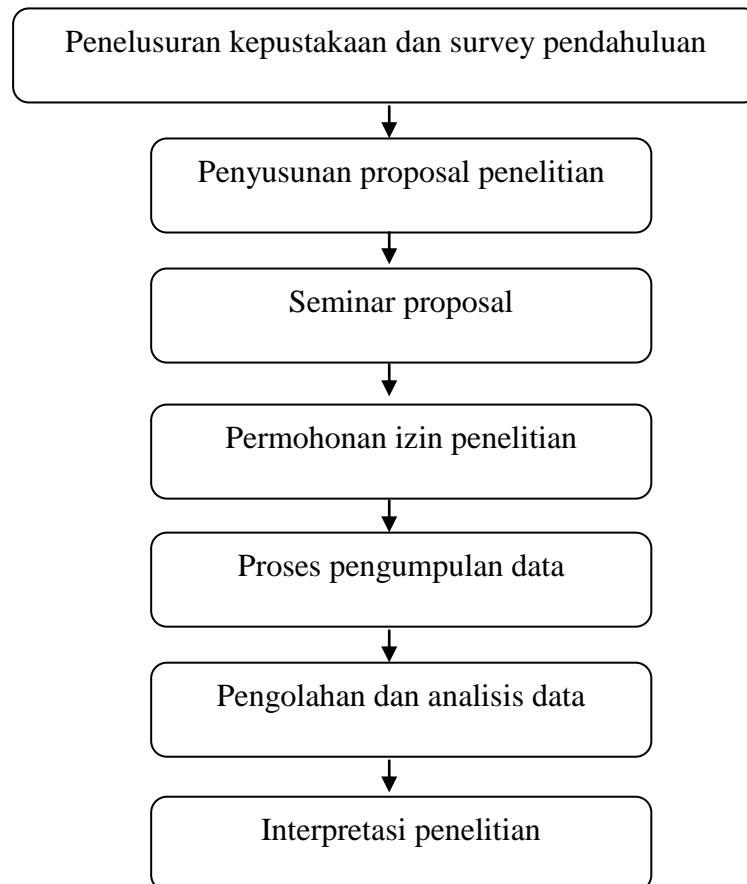 Penelusuran kepustakaan dan survey pendahuluan
Penyusunan proposal penelitian
Seminar proposal
Permohonan izin penelitian
Proses pengumpulan data
Pengolahan dan analisis data
Interpretasi penelitian